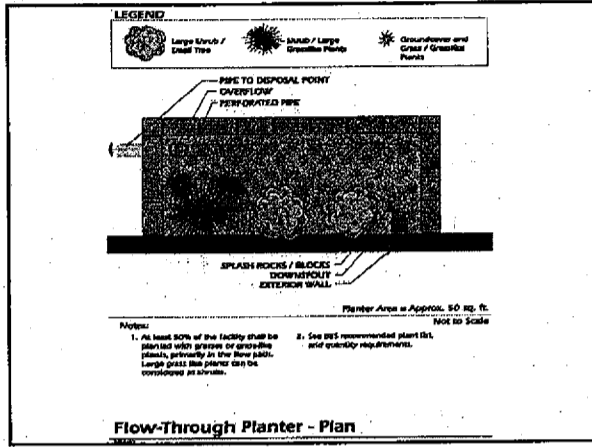 LEGEND
Large Shrub / Small Tree
Shrub / Large Grasslike Plants
Groundcover and Grass / Grasslike Plants
PIPE TO DISPOSAL POINT
OVERFLOW
PERFORATED PIPE
SPLASH ROCKS / BLOCKS
DOWNSPOUT
EXTERIOR WALL
Planter Area = Approx. 50 sq. ft.
Not to Scale
Notes:
1. At least 50% of the facility shall be
planted with grasses or grass-like
plants, primarily in the flow path.
Large grass like plants can be
considered as shrubs.
2. See BES recommended plant list,
and quantity requirements.
Flow-Through Planter - Plan